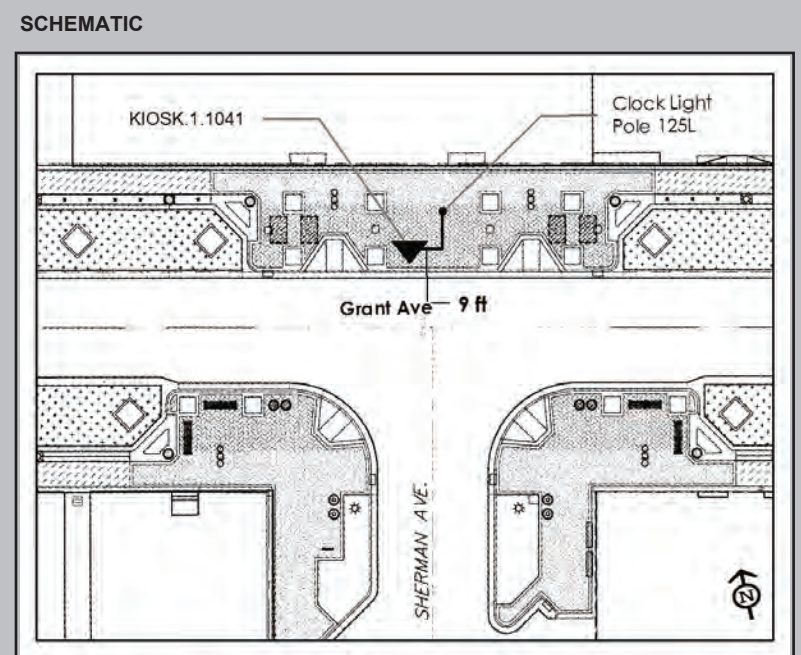 SCHEMATIC
KIOSK.1.1041
Clock Light
Pole 125L
Grant Ave 9 ft
SHERMAN AVE.
N